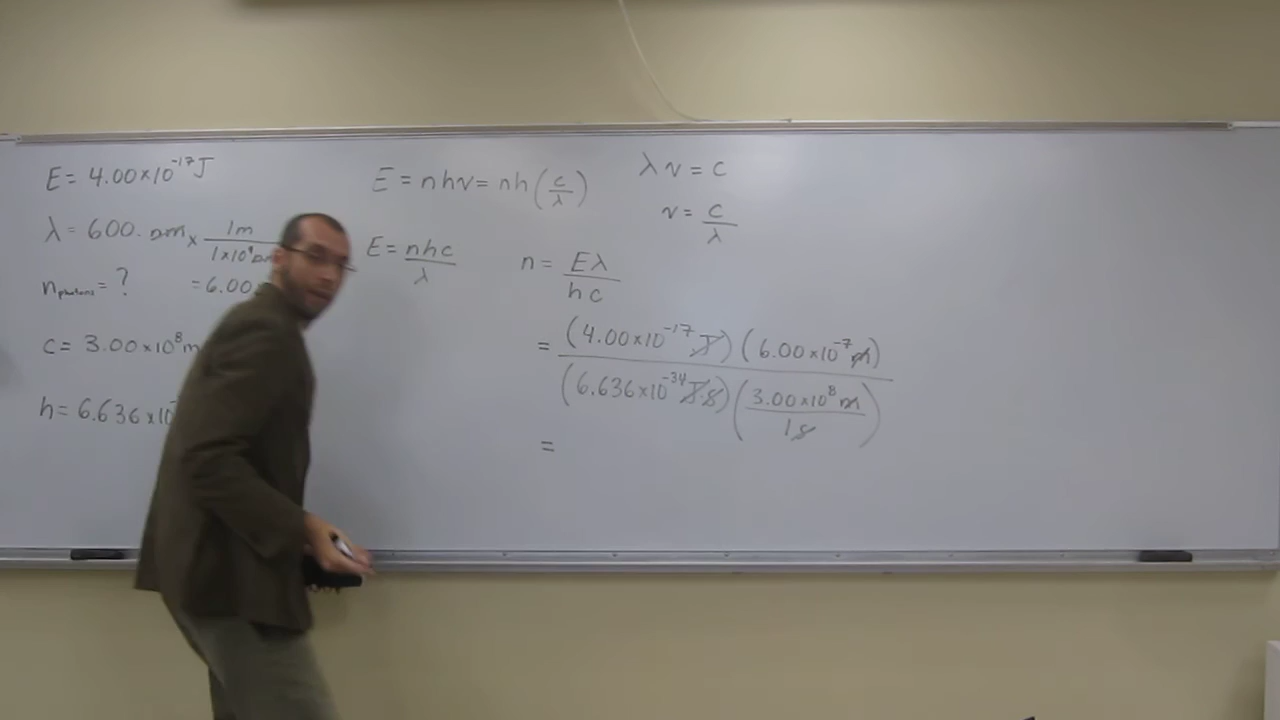 E = 4.00×10⁻¹⁷ J
λ = 600. nm × 1m / 1×10⁹ nm
n photons = ? = 6.00
c = 3.00×10⁸ m
h = 6.636×10
E = nhν = nh(c/λ)
E = nhc/λ
λν = c
ν = c/λ
n = Eλ/hc
= (4.00×10⁻¹⁷ J)(6.00×10⁻⁷ m) / (6.636×10⁻³⁴ J·s)(3.00×10⁸ m / 1s)
=